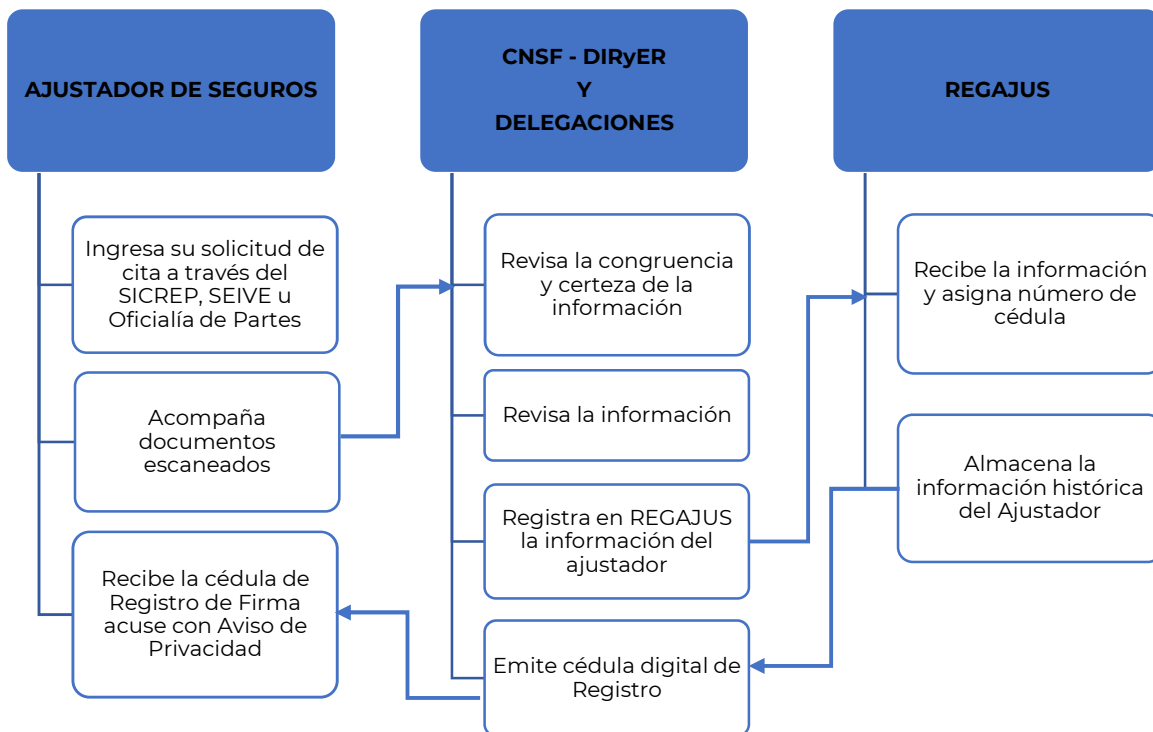 AJUSTADOR DE SEGUROS
Ingresa su solicitud de
cita a través del
SICREP, SEIVE u
Oficialía de Partes
Acompaña
documentos
escaneados
Recibe la cédula de
Registro de Firma
acuse con Aviso de
Privacidad
CNSF - DIRyER
Y
DELEGACIONES
Revisa la congruencia
y certeza de la
información
Revisa la información
Registra en REGAJUS
la información del
ajustador
Emite cédula digital de
Registro
REGAJUS
Recibe la información
y asigna número de
cédula
Almacena la
información histórica
del Ajustador